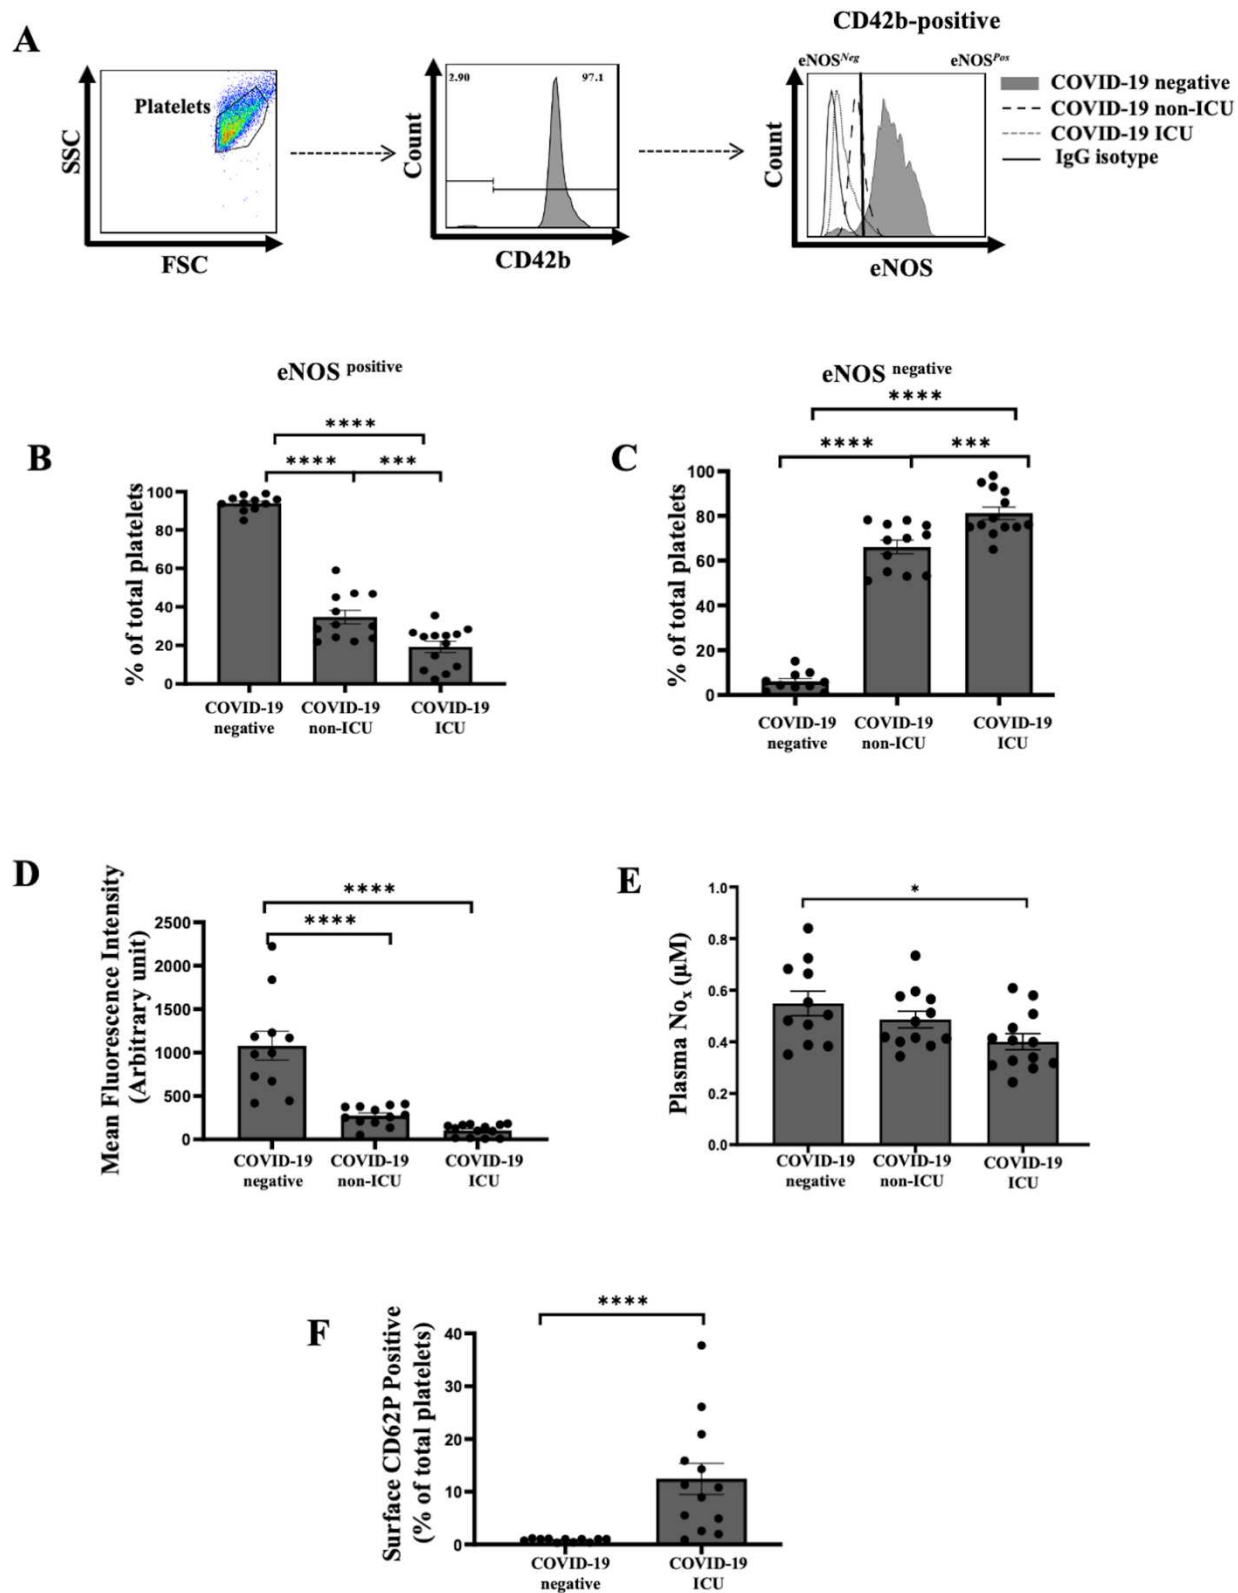 A
CD42b-positive
Platelets
SSC
FSC
2.90 97.1
Count
CD42b
eNOSNeg eNOSPos
Count
eNOS
COVID-19 negative
COVID-19 non-ICU
COVID-19 ICU
IgG isotype
B
eNOS positive
****
**** ***
% of total platelets
100
80
60
40
20
0
COVID-19 negative
COVID-19 non-ICU
COVID-19 ICU
C
eNOS negative
****
**** ***
% of total platelets
100
80
60
40
20
0
COVID-19 negative
COVID-19 non-ICU
COVID-19 ICU
D
****
****
Mean Fluorescence Intensity
(Arbitrary unit)
2500
2000
1500
1000
500
0
COVID-19 negative
COVID-19 non-ICU
COVID-19 ICU
E
*
Plasma Nox (µM)
1.0
0.8
0.6
0.4
0.2
0.0
COVID-19 negative
COVID-19 non-ICU
COVID-19 ICU
F
****
Surface CD62P Positive
(% of total platelets)
40
30
20
10
0
COVID-19 negative
COVID-19 ICU